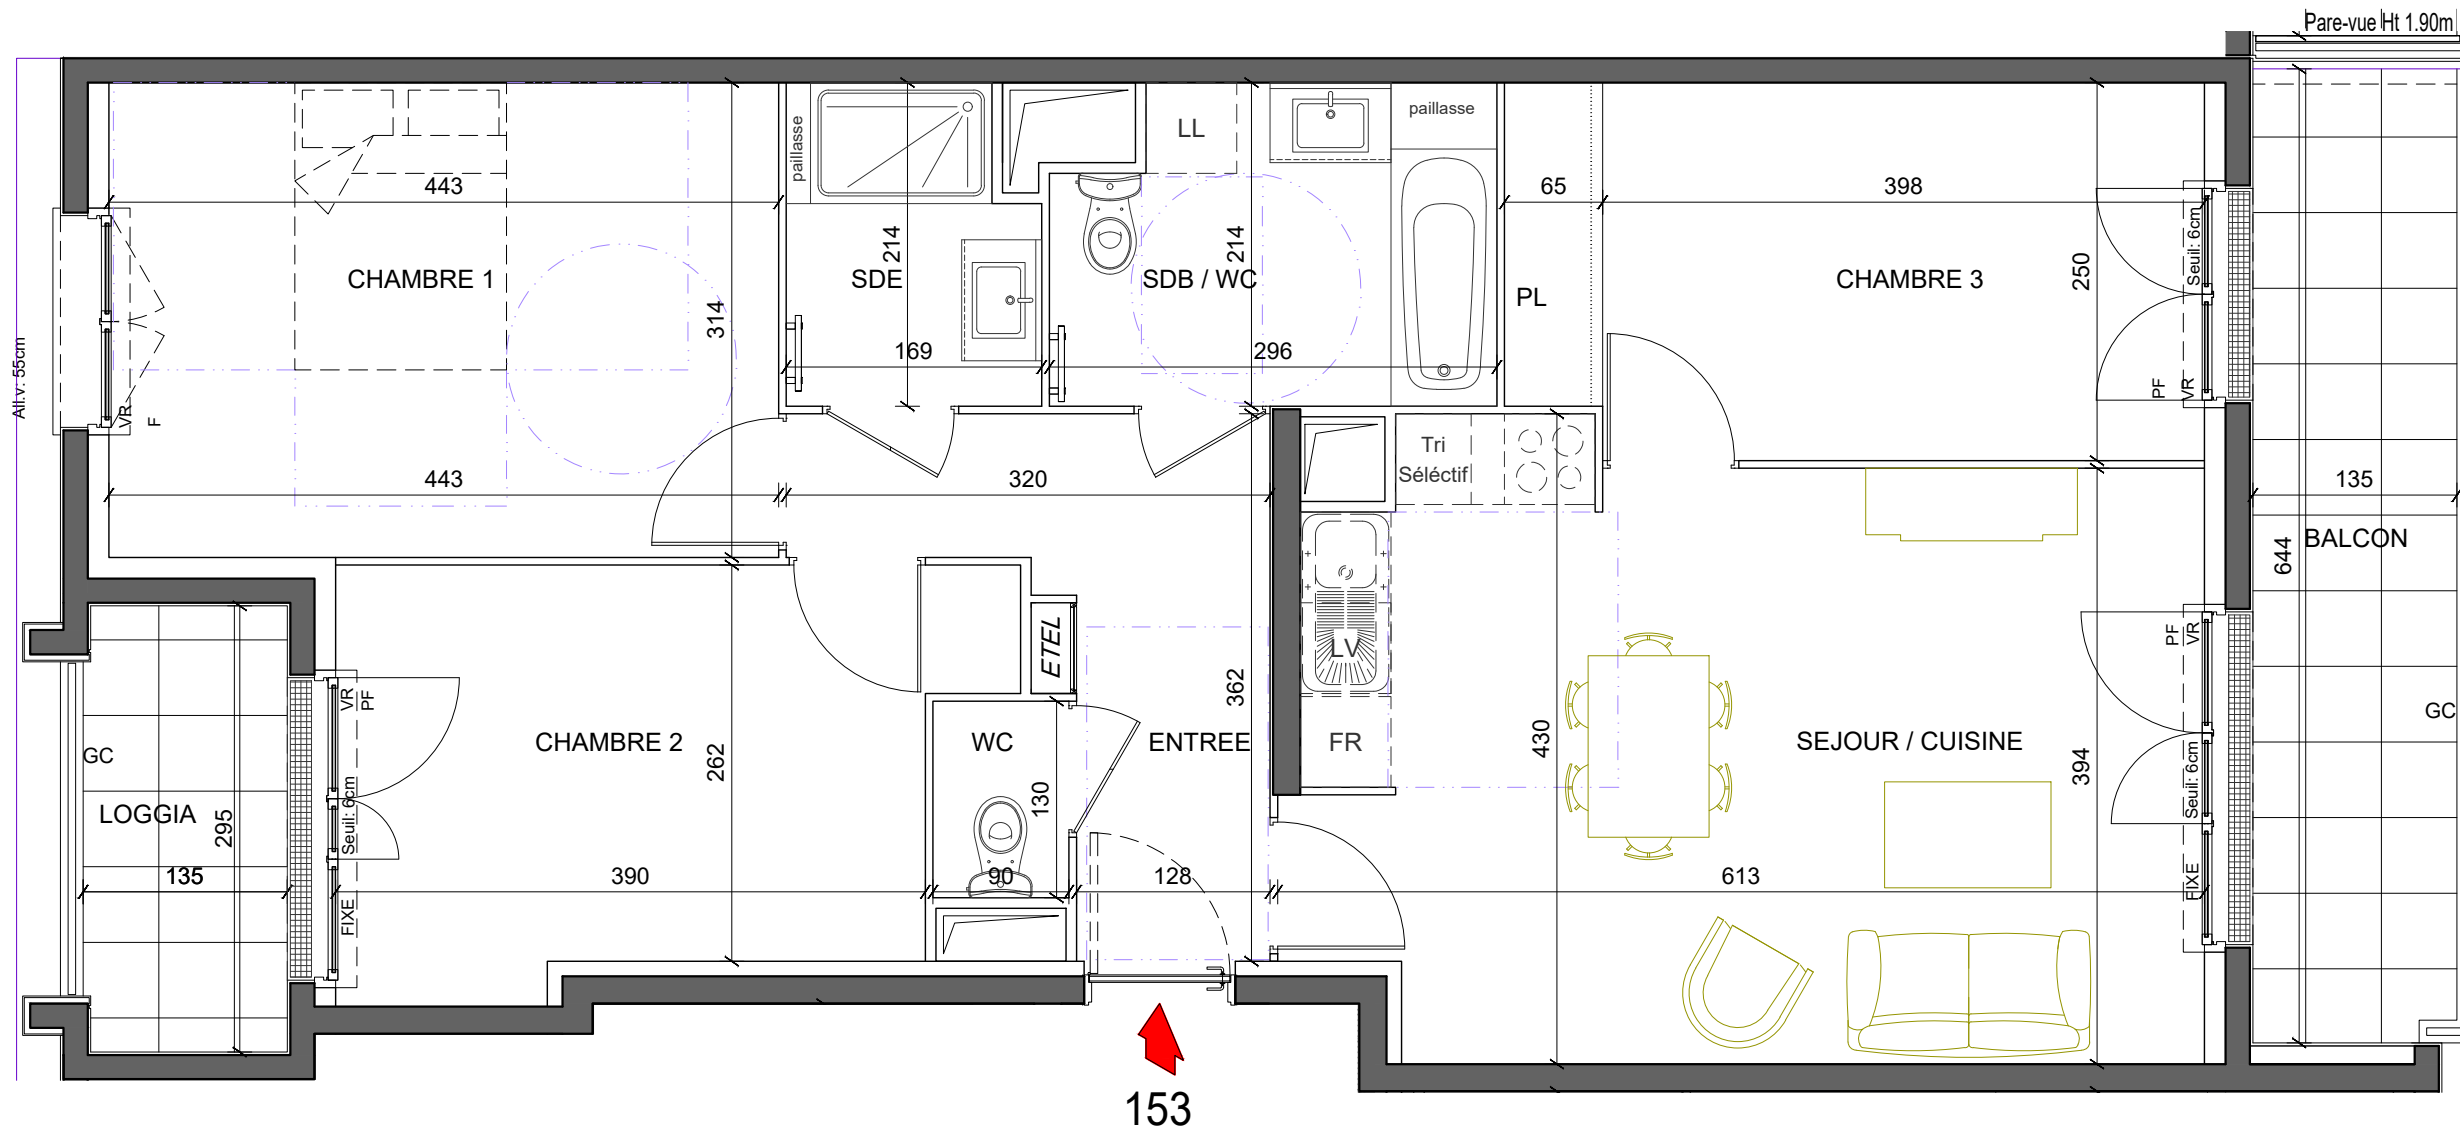 Pare-vue Ht 1.90m
paillasse
LL
paillasse
443
65
398
214
214
Seuil: 6cm
250
CHAMBRE 1
SDE
SDB / WC
PL
CHAMBRE 3
314
169
296
All.v: 55cm
VR
F
PF
VR
443
320
Tri
Séléctif
135
644
BALCON
ETEL
LV
PF
VR
VR
PF
362
GC
GC
CHAMBRE 2
262
WC
ENTREE
FR
430
SEJOUR / CUISINE
394
Seuil: 6cm
LOGGIA
295
Seuil: 6cm
130
135
390
90
128
613
FIXE
FIXE
153